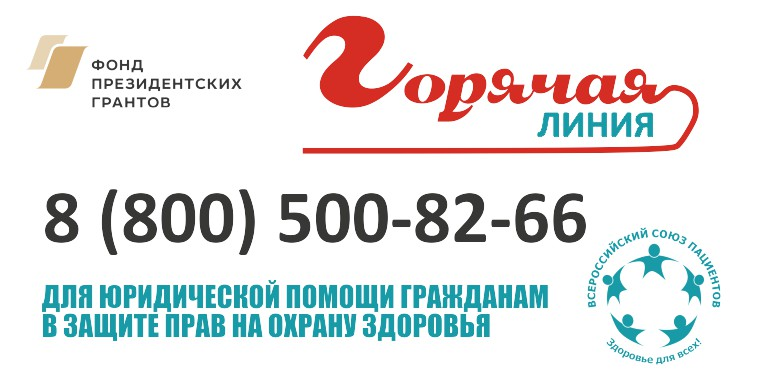 ФОНД
ПРЕЗИДЕНТСКИХ
ГРАНТОВ
Горячая
ЛИНИЯ
8 (800) 500-82-66
ДЛЯ ЮРИДИЧЕСКОЙ ПОМОЩИ ГРАЖДАНАМ
В ЗАЩИТЕ ПРАВ НА ОХРАНУ ЗДОРОВЬЯ
ВСЕРОССИЙСКИЙ СОЮЗ ПАЦИЕНТОВ
Здоровье для всех!